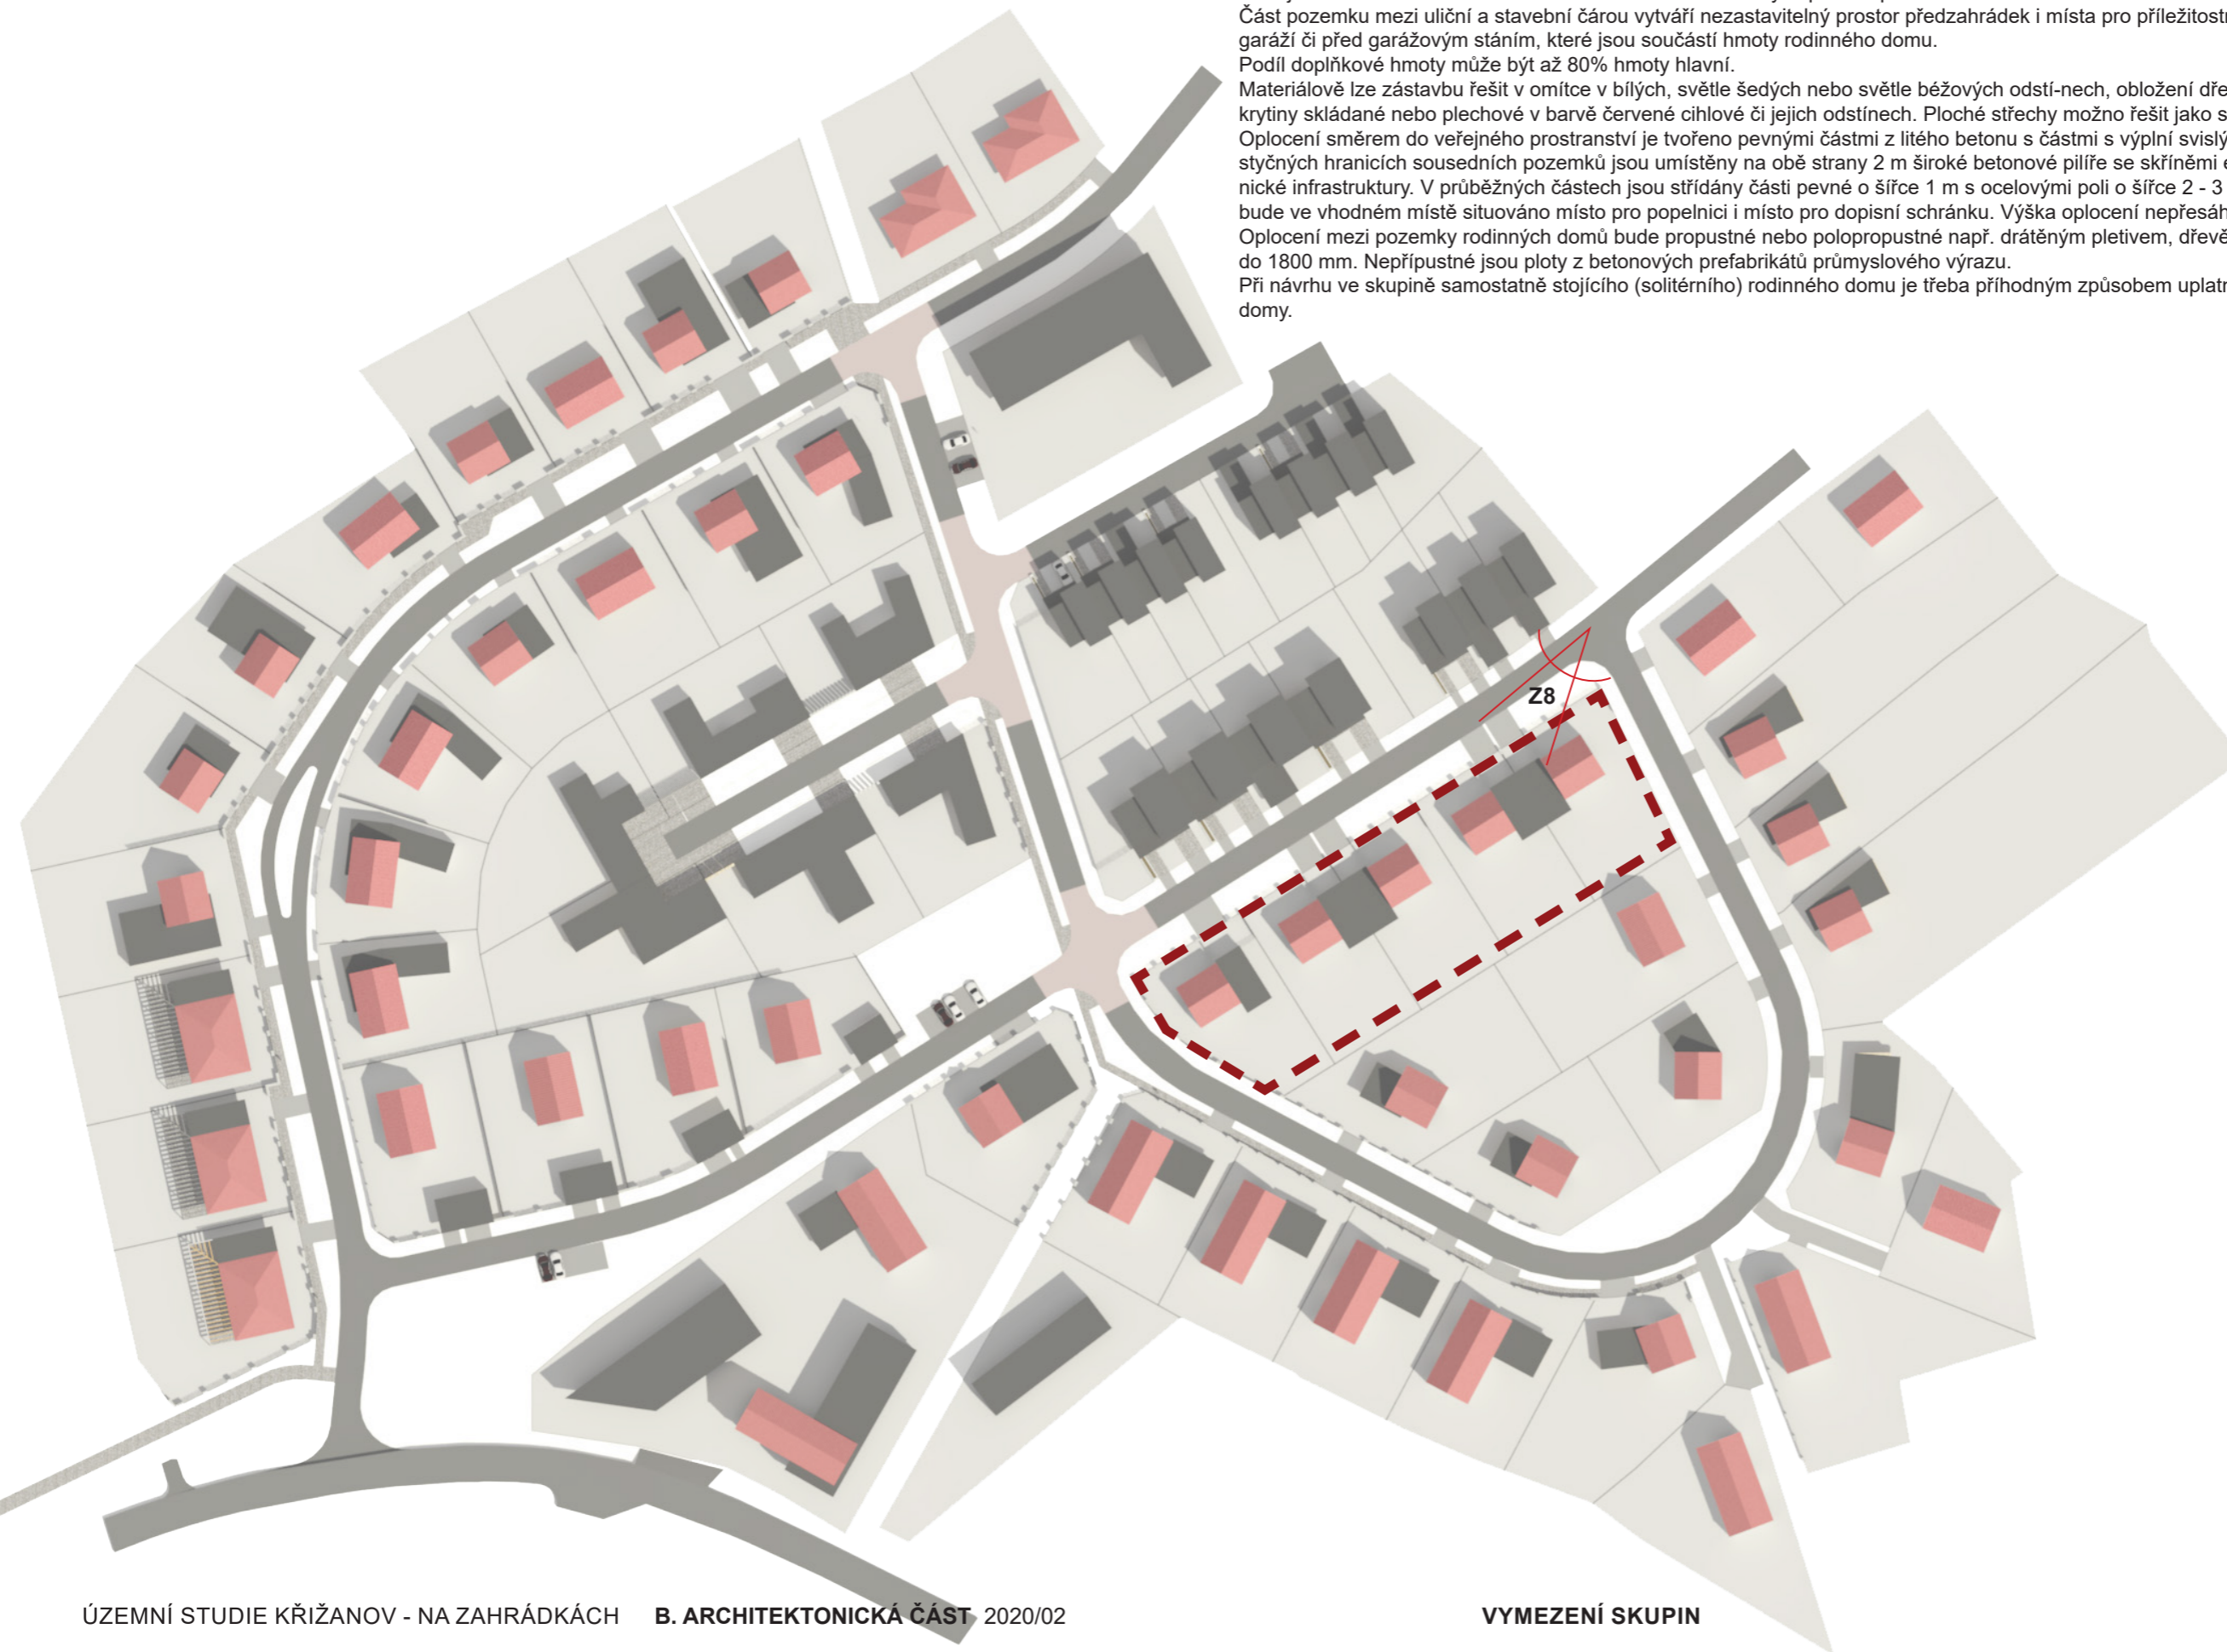 Část pozemku mezi uliční a stavební čárou vytváří nezastavitelný prostor předzahrádek i místa pro
garáží či před garážovým stáním, které jsou součástí hmoty rodinného domu.
Podíl doplňkové hmoty může být až 80% hmoty hlavní.
Materiálově lze zástavbu řešit v omítce v bílých, světle šedých nebo světle béžových odstí-nech, obložení
krytiny skládané nebo plechové v barvě červené cihlové či jejich odstínech. Ploché střechy možno řešit jako
Oplocení směrem do veřejného prostranství je tvořeno pevnými částmi z litého betonu s částmi s výplní
styčných hranicích sousedních pozemků jsou umístěny na obě strany 2 m široké betonové pilíře se skříněmi
nické infrastruktury. V průběžných částech jsou střídány části pevné o šířce 1 m s ocelovými poli o šířce 2 - 3
bude ve vhodném místě situováno místo pro popelnici i místo pro dopisní schránku. Výška oplocení
Oplocení mezi pozemky rodinných domů bude propustné nebo polopropustné např. drátěným pletivem,
do 1800 mm. Nepřípustné jsou ploty z betonových prefabrikátů průmyslového výrazu.
Při návrhu ve skupině samostatně stojícího (solitérního) rodinného domu je třeba příhodným způsobem
domy.
Z8
ÚZEMNÍ STUDIE KŘIŽANOV - NA ZAHRÁDKÁCH B. ARCHITEKTONICKÁ ČÁST 2020/02
VYMEZENÍ SKUPIN